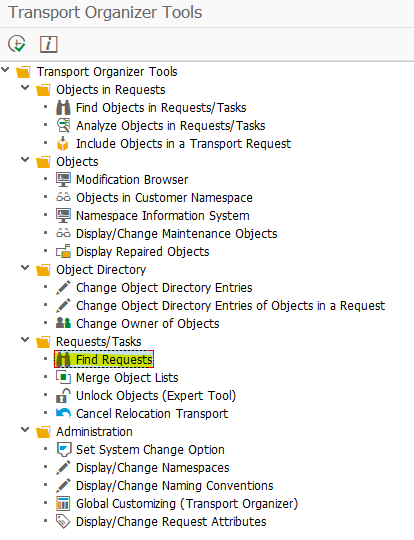 Transport Organizer Tools
Transport Organizer Tools
Objects in Requests
Find Objects in Requests/Tasks
Analyze Objects in Requests/Tasks
Include Objects in a Transport Request
Objects
Modification Browser
Objects in Customer Namespace
Namespace Information System
Display/Change Maintenance Objects
Display Repaired Objects
Object Directory
Change Object Directory Entries
Change Object Directory Entries of Objects in a Request
Change Owner of Objects
Requests/Tasks
Find Requests
Merge Object Lists
Unlock Objects (Expert Tool)
Cancel Relocation Transport
Administration
Set System Change Option
Display/Change Namespaces
Display/Change Naming Conventions
Global Customizing (Transport Organizer)
Display/Change Request Attributes